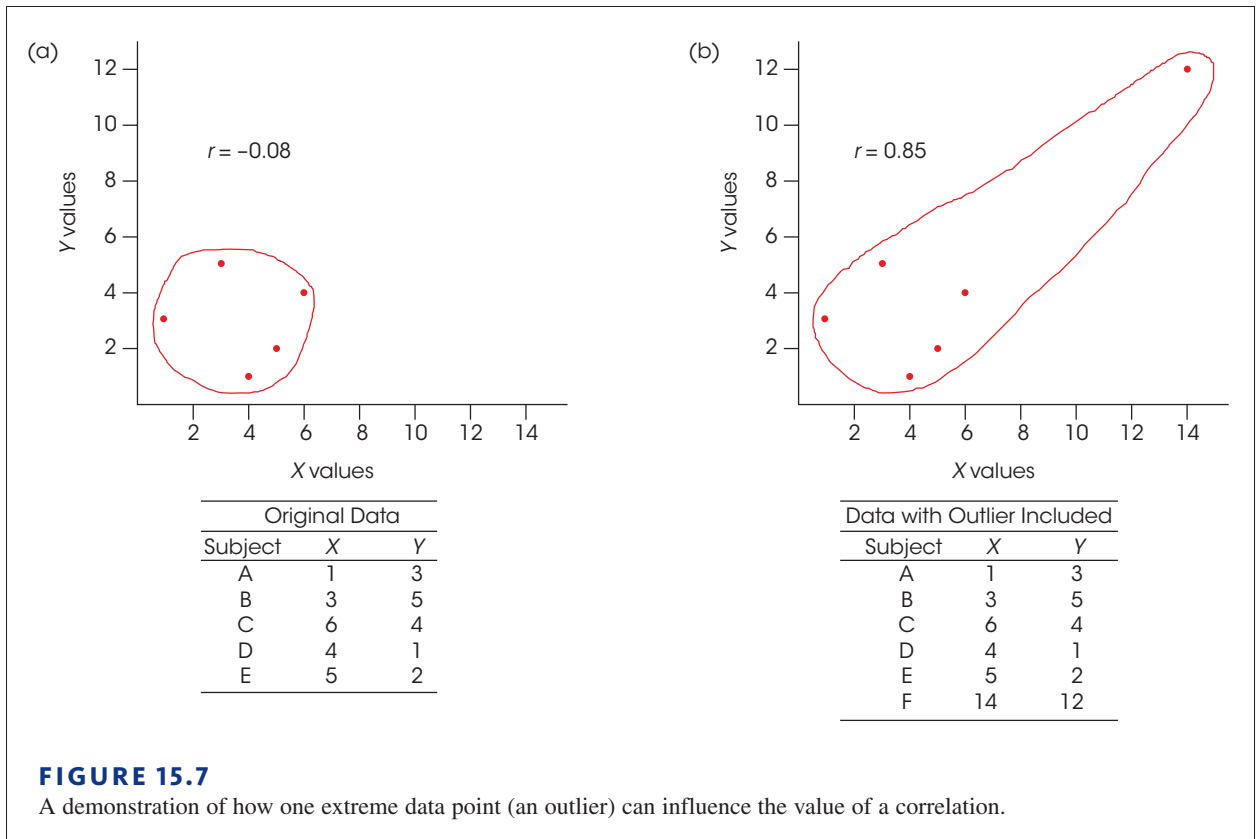 (a)
12
10
8
6
4
2
Y values
r = –0.08
2 4 6 8 10 12 14
X values
Original Data
Subject X Y
A 1 3
B 3 5
C 6 4
D 4 1
E 5 2
(b)
12
10
8
6
4
2
Y values
r = 0.85
2 4 6 8 10 12 14
X values
Data with Outlier Included
Subject X Y
A 1 3
B 3 5
C 6 4
D 4 1
E 5 2
F 14 12
FIGURE 15.7
A demonstration of how one extreme data point (an outlier) can influence the value of a correlation.